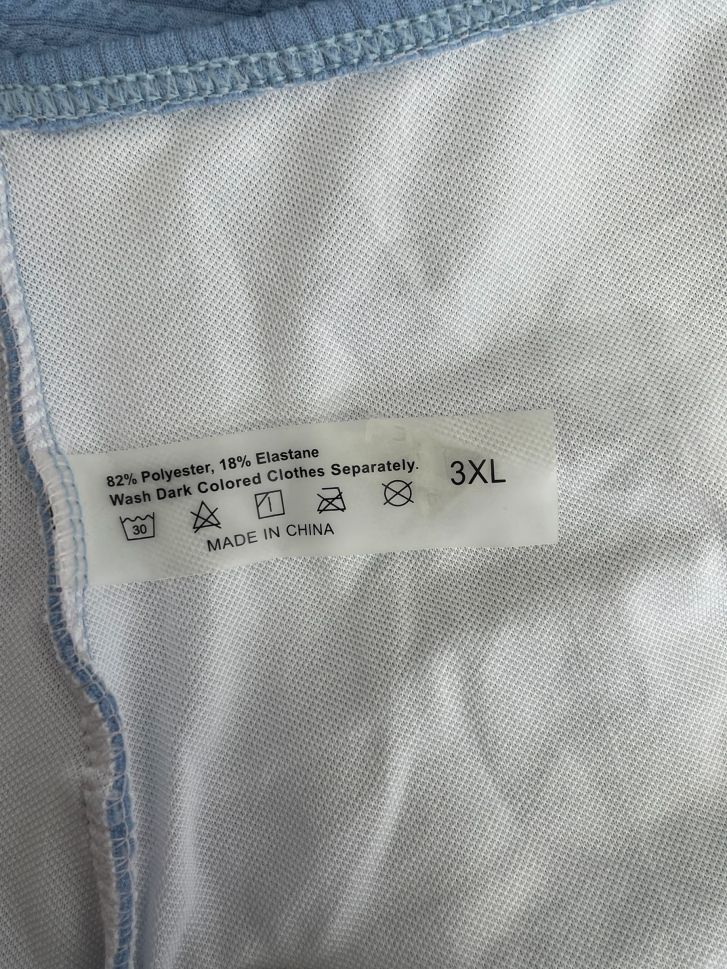 82% Polyester, 18% Elastane
Wash Dark Colored Clothes Separately.
3XL
30
MADE IN CHINA